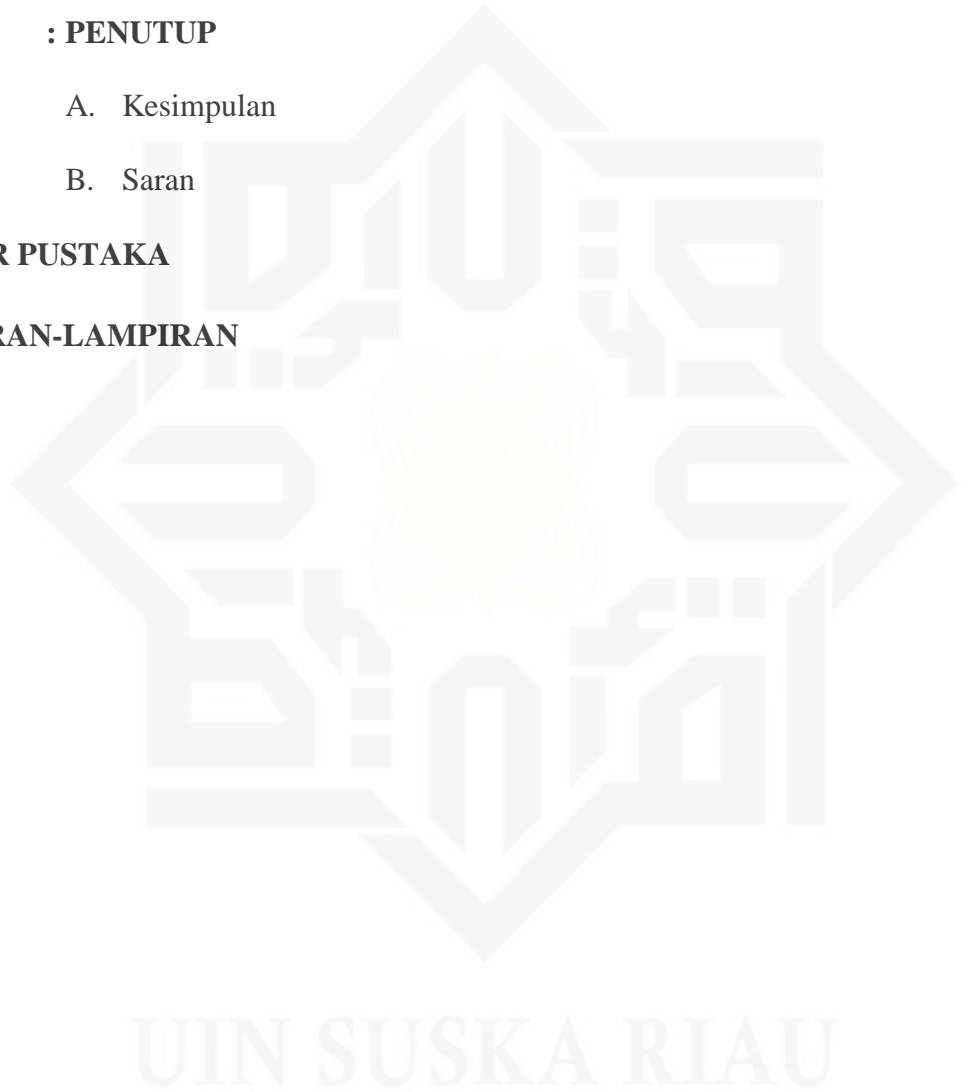 : PENUTUP
A. Kesimpulan
B. Saran
R PUSTAKA
RAN-LAMPIRAN
UIN SUSKA RIAU